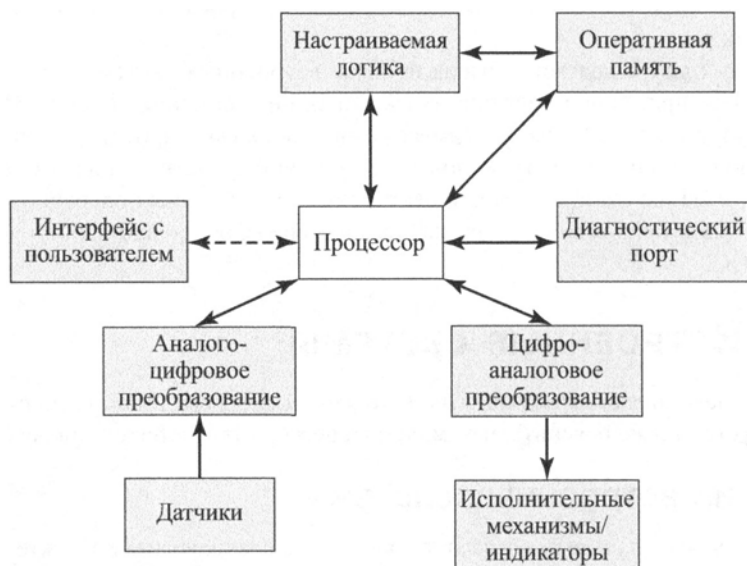 Настраиваемая
логика
Оперативная
память
Интерфейс с
пользователем
Процессор
Диагностический
порт
Аналого-
цифровое
преобразование
Цифро-
аналоговое
преобразование
Датчики
Исполнительные
механизмы/
индикаторы